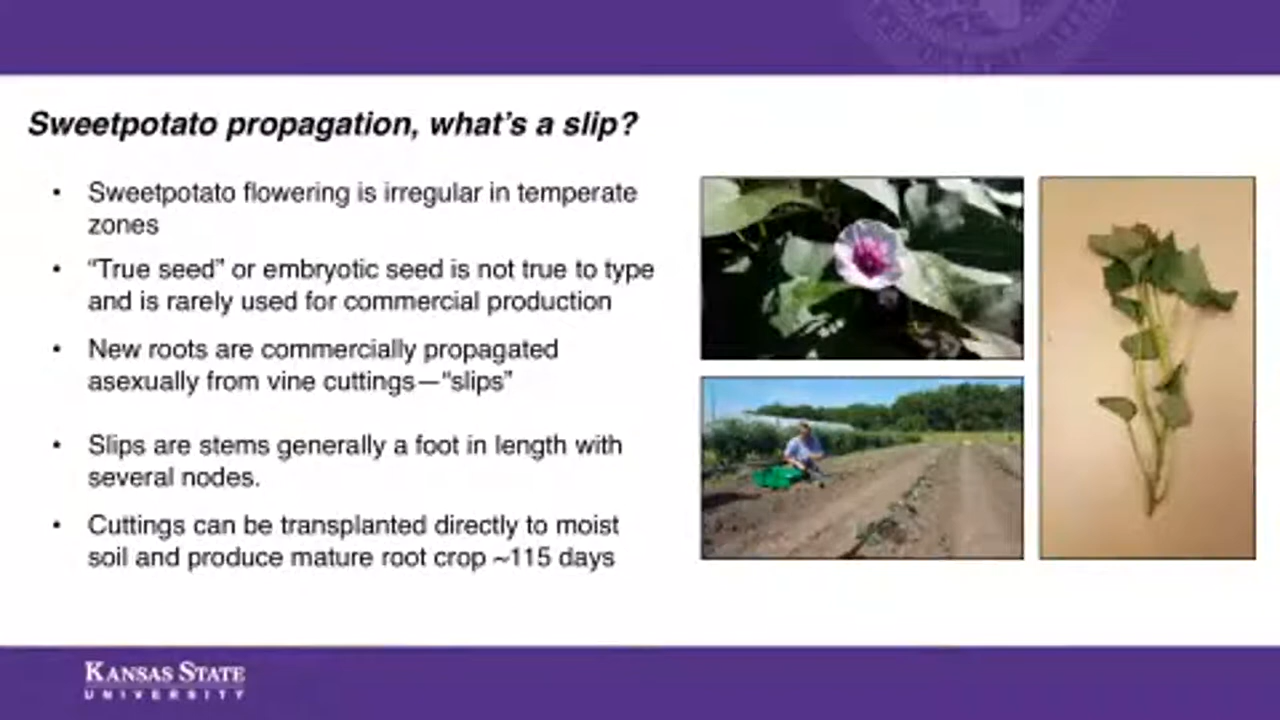 Sweetpotato propagation, what's a slip?
• Sweetpotato flowering is irregular in temperate
zones
• “True seed” or embryotic seed is not true to type
and is rarely used for commercial production
• New roots are commercially propagated
asexually from vine cuttings—“slips”
• Slips are stems generally a foot in length with
several nodes.
• Cuttings can be transplanted directly to moist
soil and produce mature root crop ~115 days
KANSAS STATE
UNIVERSITY